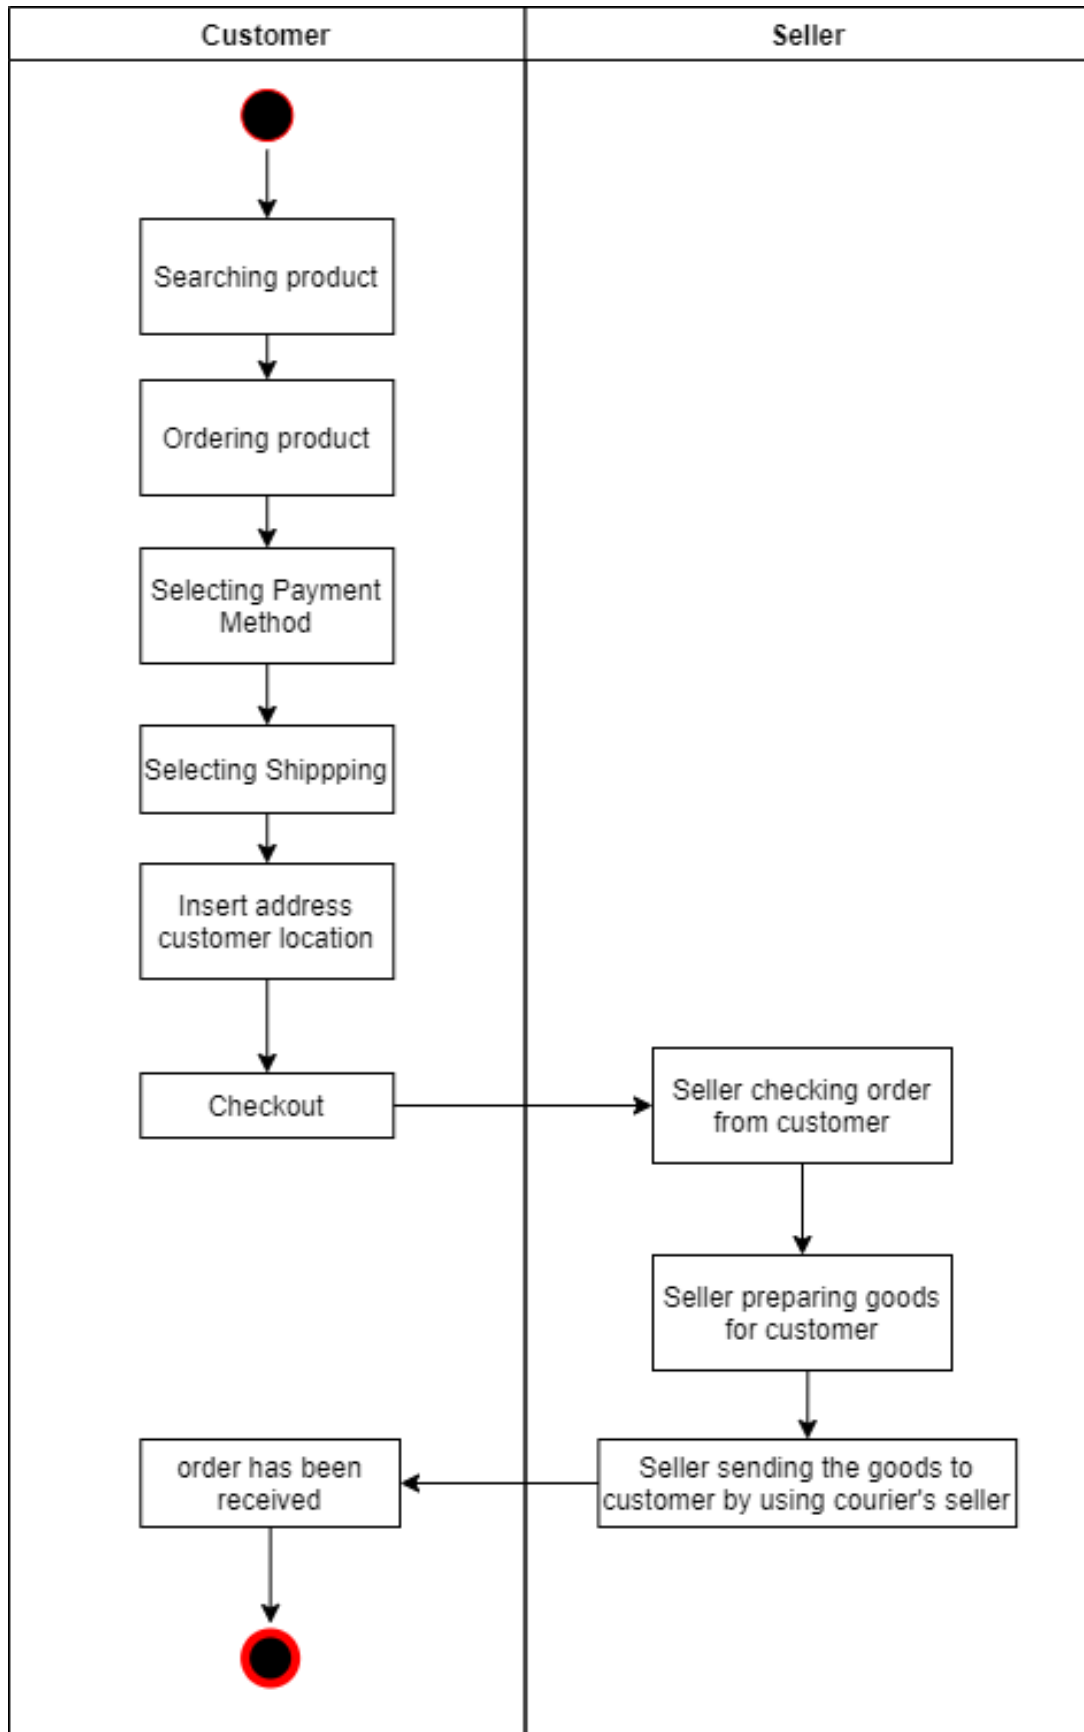 Customer
Seller
Searching product
Ordering product
Selecting Payment
Method
Selecting Shippping
Insert address
customer location
Checkout
Seller checking order
from customer
Seller preparing goods
for customer
Seller sending the goods to
customer by using courier's seller
order has been
received